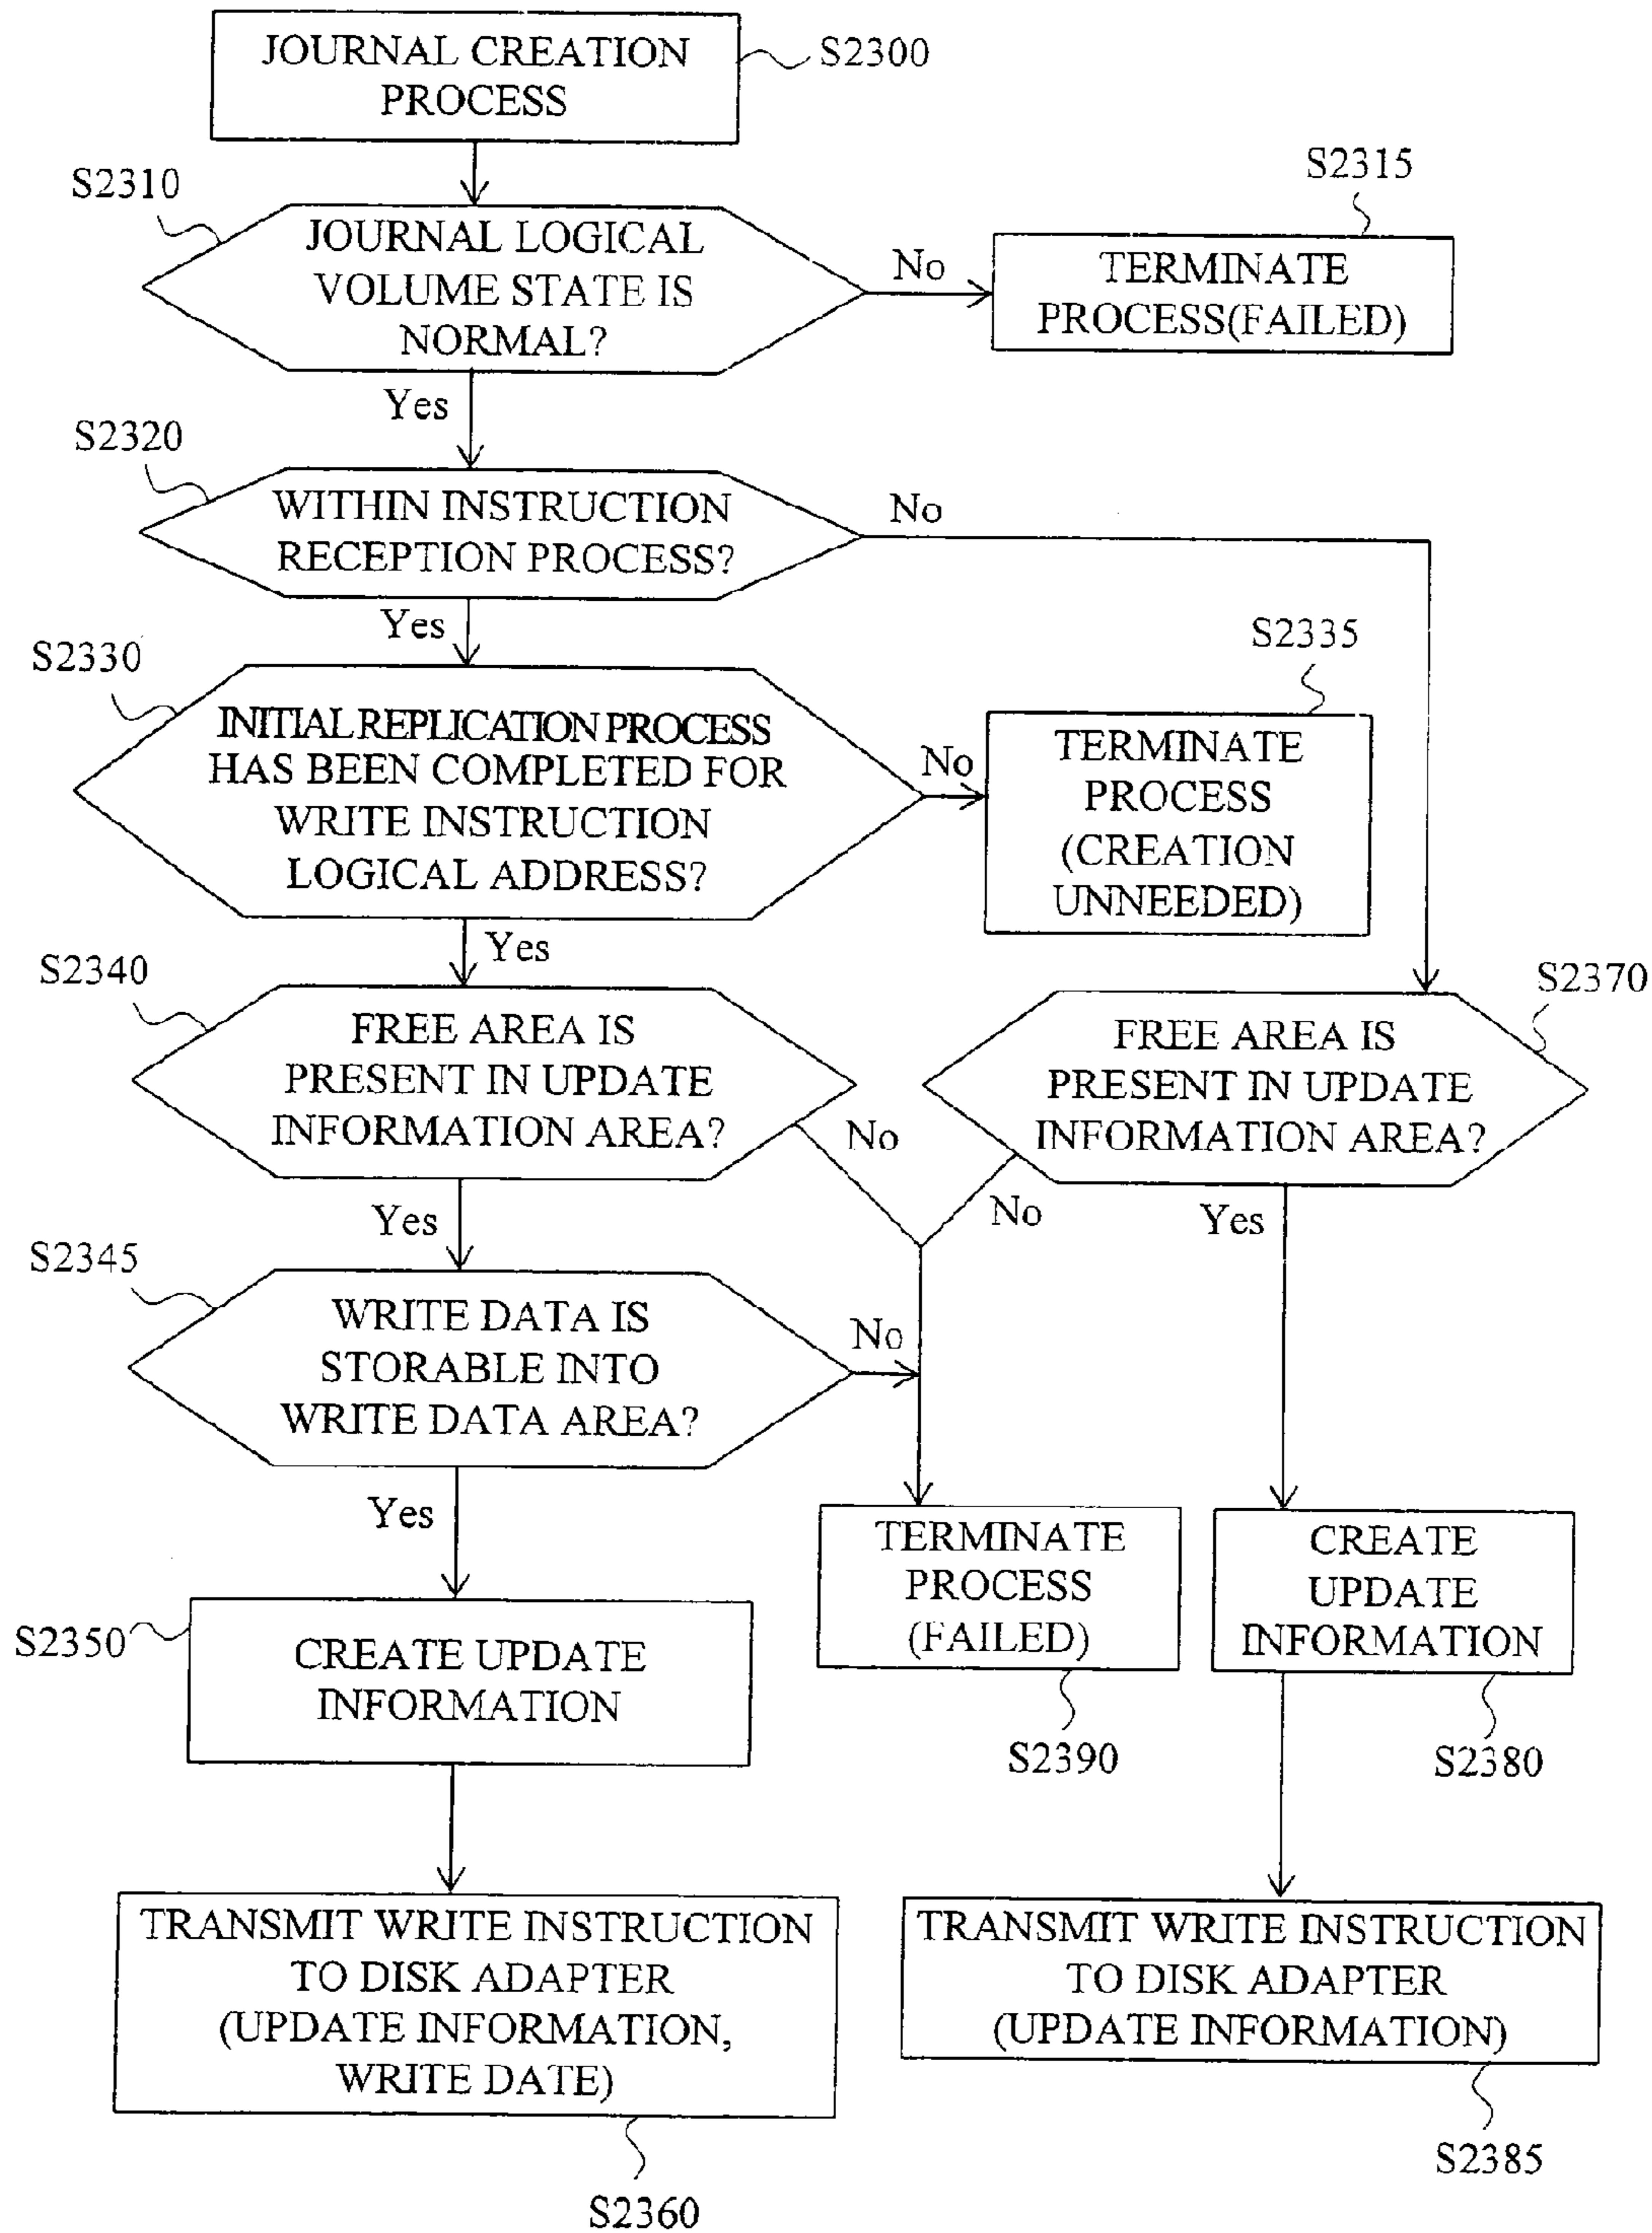 JOURNAL CREATION
PROCESS
S2300
S2310
JOURNAL LOGICAL
VOLUME STATE IS
NORMAL?
No
S2315
TERMINATE
PROCESS(FAILED)
Yes
S2320
WITHIN INSTRUCTION
RECEPTION PROCESS?
No
Yes
S2330
INITIAL REPLICATION PROCESS
HAS BEEN COMPLETED FOR
WRITE INSTRUCTION
LOGICAL ADDRESS?
No
S2335
TERMINATE
PROCESS
(CREATION
UNNEEDED)
Yes
S2340
FREE AREA IS
PRESENT IN UPDATE
INFORMATION AREA?
No
S2370
FREE AREA IS
PRESENT IN UPDATE
INFORMATION AREA?
No
Yes
Yes
S2345
WRITE DATA IS
STORABLE INTO
WRITE DATA AREA?
No
Yes
TERMINATE
PROCESS
(FAILED)
S2390
CREATE
UPDATE
INFORMATION
S2380
S2350
CREATE UPDATE
INFORMATION
TRANSMIT WRITE INSTRUCTION
TO DISK ADAPTER
(UPDATE INFORMATION,
WRITE DATE)
S2360
TRANSMIT WRITE INSTRUCTION
TO DISK ADAPTER
(UPDATE INFORMATION)
S2385